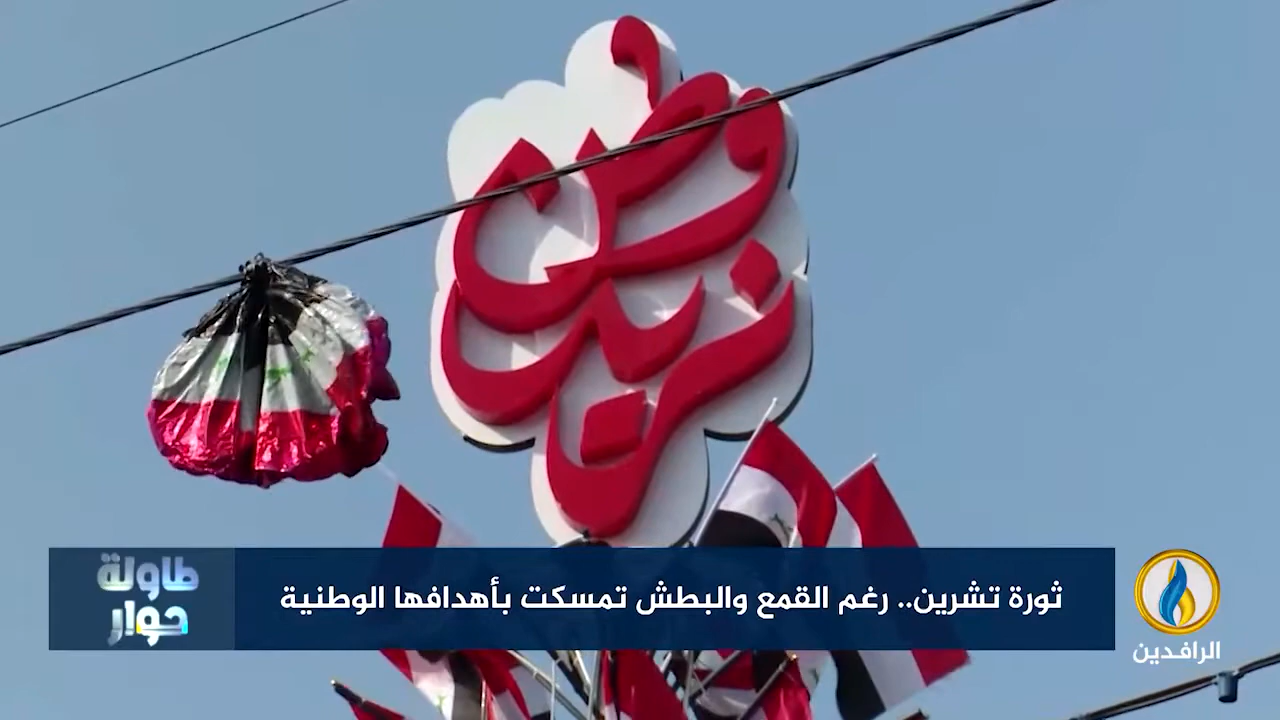 نريد وطن
طاولة
حوار
ثورة تشرين.. رغم القمع والبطش تمسكت بأهدافها الوطنية
الرافدين